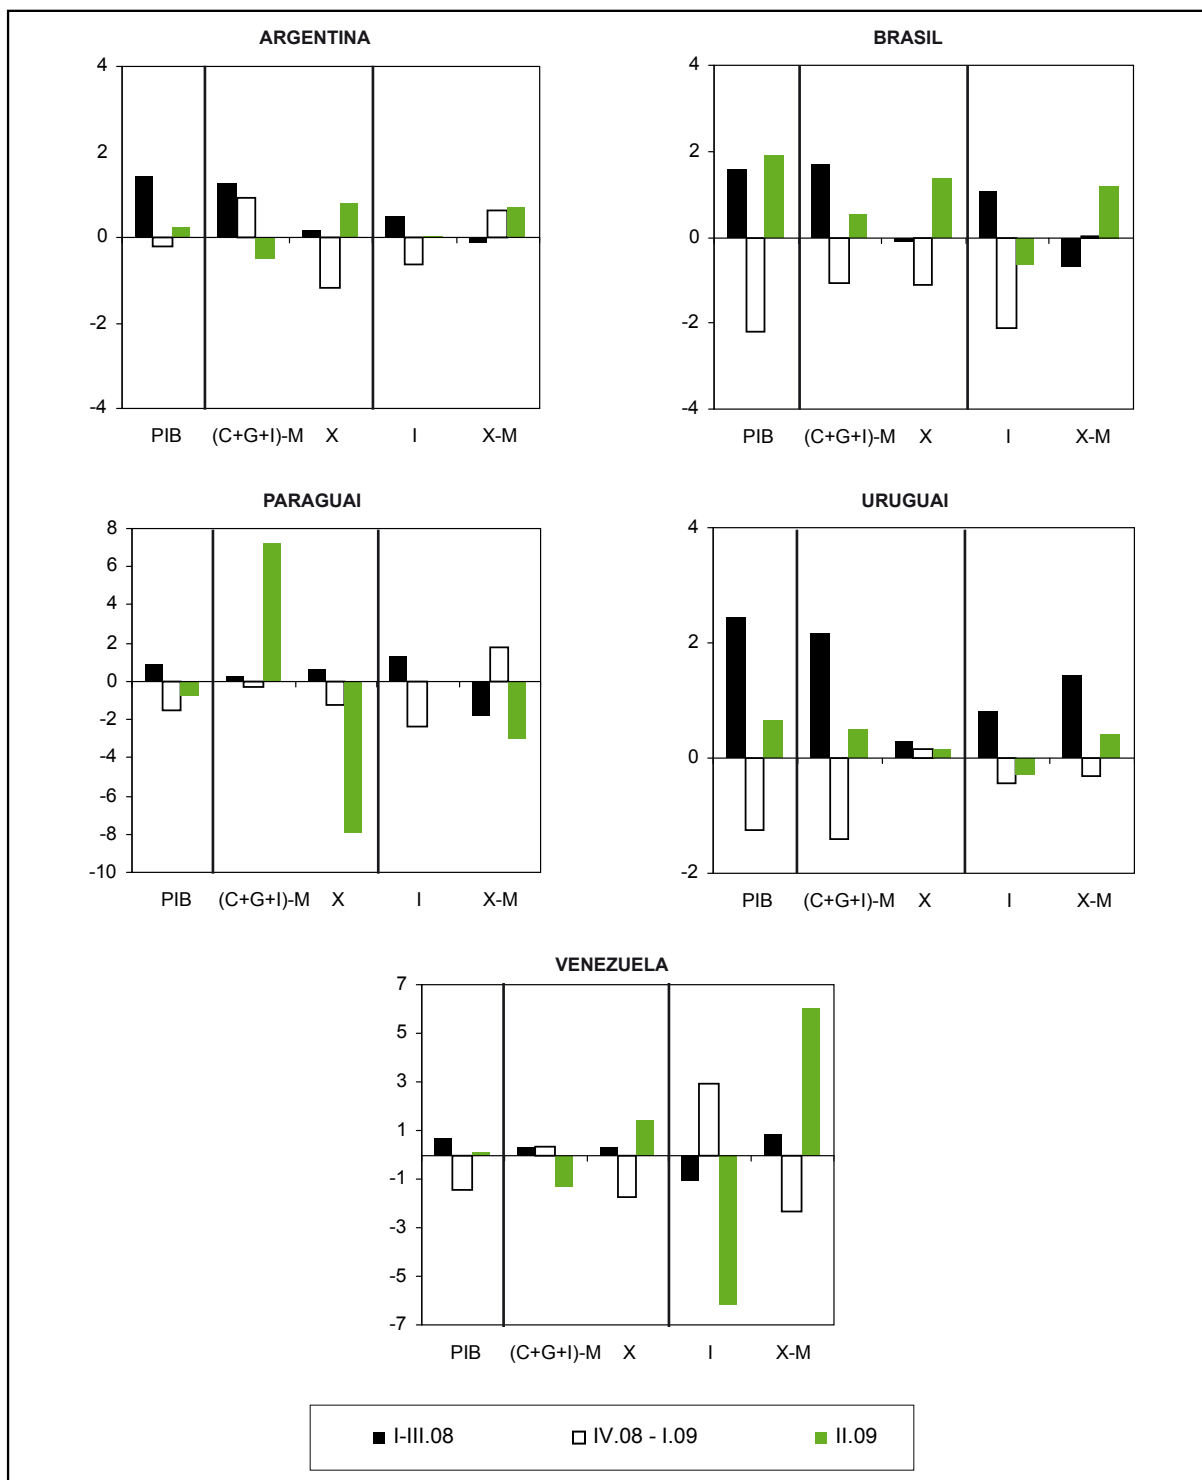 ARGENTINA
4
2
0
-2
-4
PIB (C+G+I)-M X I X-M
BRASIL
4
2
0
-2
-4
PIB (C+G+I)-M X I X-M
PARAGUAI
8
6
4
2
0
-2
-4
-6
-8
-10
PIB (C+G+I)-M X I X-M
URUGUAI
4
2
0
-2
PIB (C+G+I)-M X I X-M
VENEZUELA
7
5
3
1
-1
-3
-5
-7
PIB (C+G+I)-M X I X-M
I-III.08 IV.08 - I.09 II.09